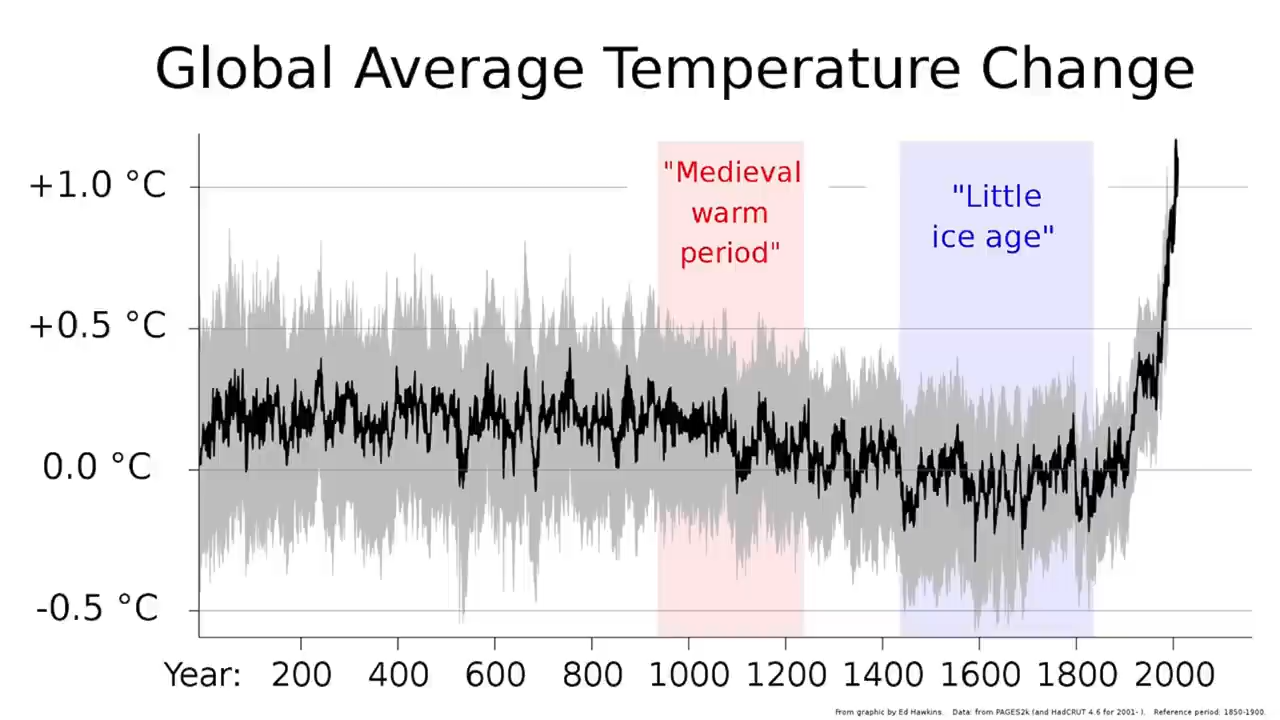 Global Average Temperature Change
+1.0 °C
"Medieval
warm
period"
"Little
ice age"
+0.5 °C
0.0 °C
-0.5 °C
Year: 200 400 600 800 1000 1200 1400 1600 1800 2000
From graphic by Ed Hawkins. Data: from PAGES2k (and HadCRUT 4.6 for 2001- ). Reference period: 1850-1900.